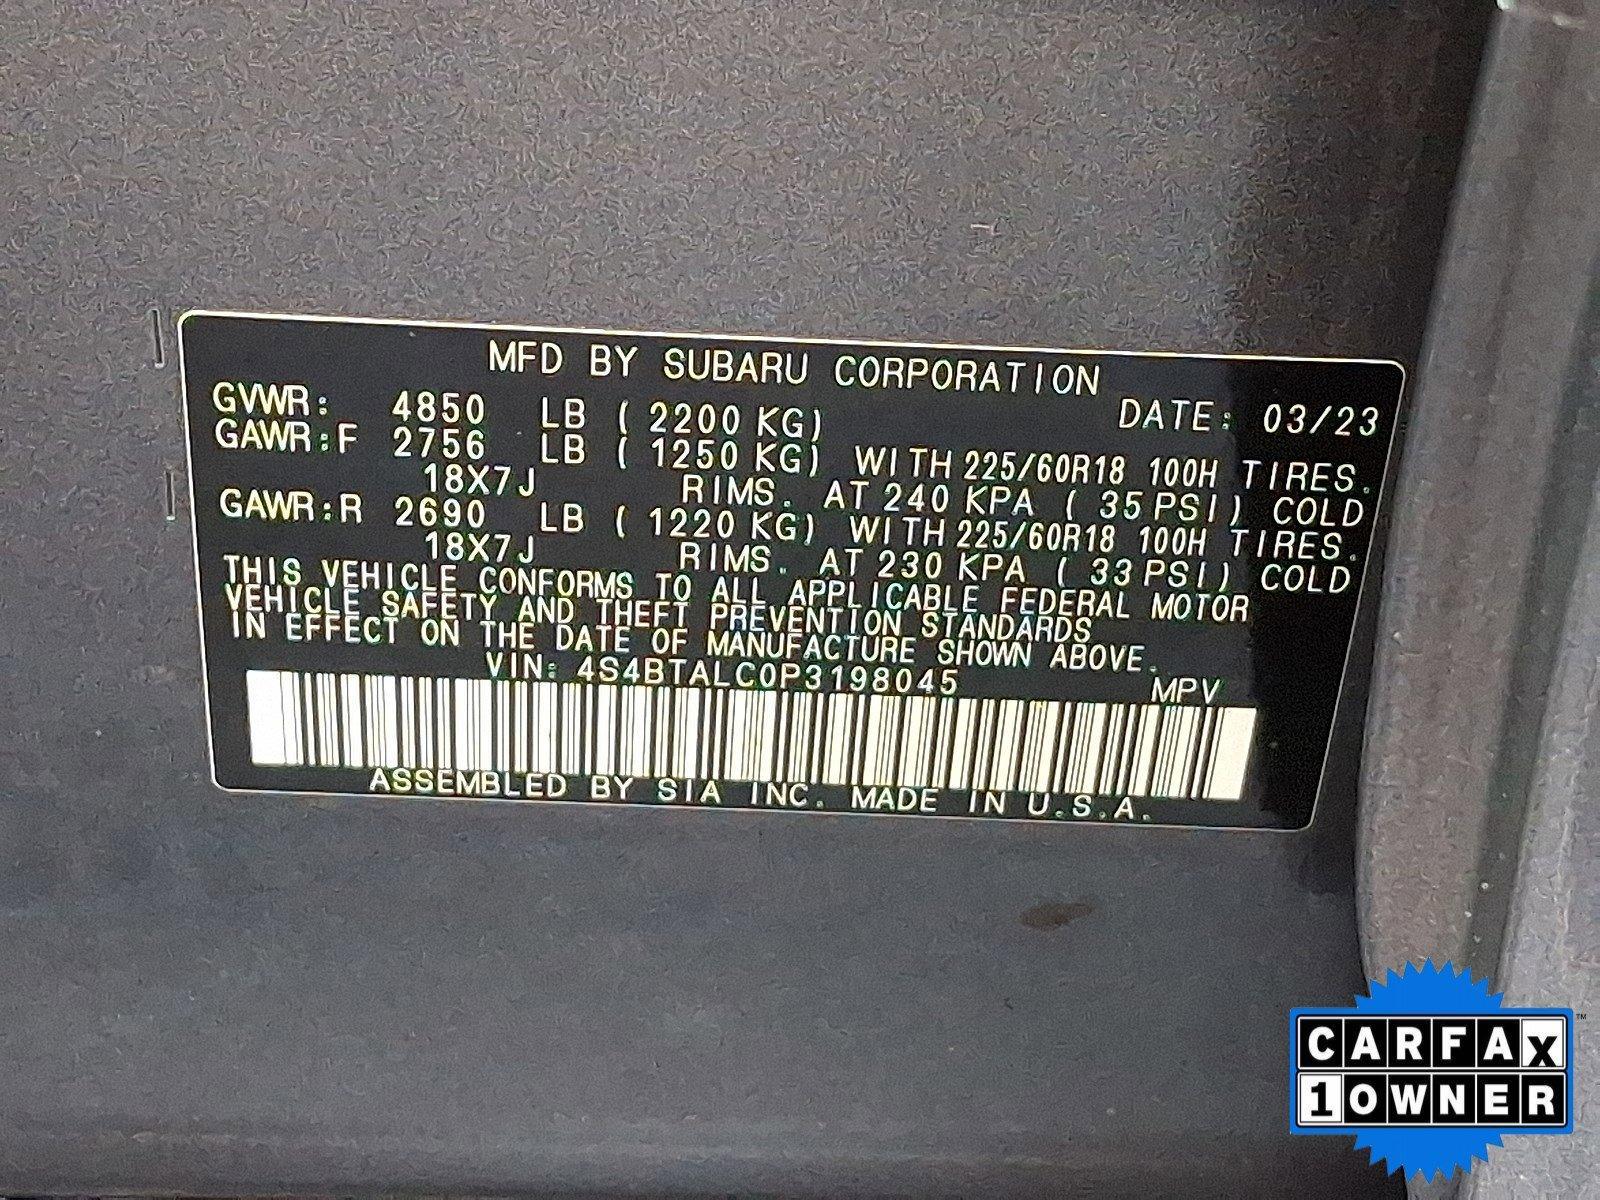 MFD BY SUBARU CORPORATION
GVWR: 4850 LB ( 2200 KG) DATE: 03/23
GAWR:F 2756 LB ( 1250 KG) WITH 225/60R18 100H TIRES.
18X7J RIMS. AT 240 KPA ( 35 PSI) COLD
GAWR:R 2690 LB ( 1220 KG) WITH 225/60R18 100H TIRES.
18X7J RIMS. AT 230 KPA ( 33 PSI) COLD
THIS VEHICLE CONFORMS TO ALL APPLICABLE FEDERAL MOTOR
VEHICLE SAFETY AND THEFT PREVENTION STANDARDS
IN EFFECT ON THE DATE OF MANUFACTURE SHOWN ABOVE.
VIN: 4S4BTALC0P3198045 MPV
ASSEMBLED BY SIA INC. MADE IN U.S.A.
CARFAX ™
1 OWNER